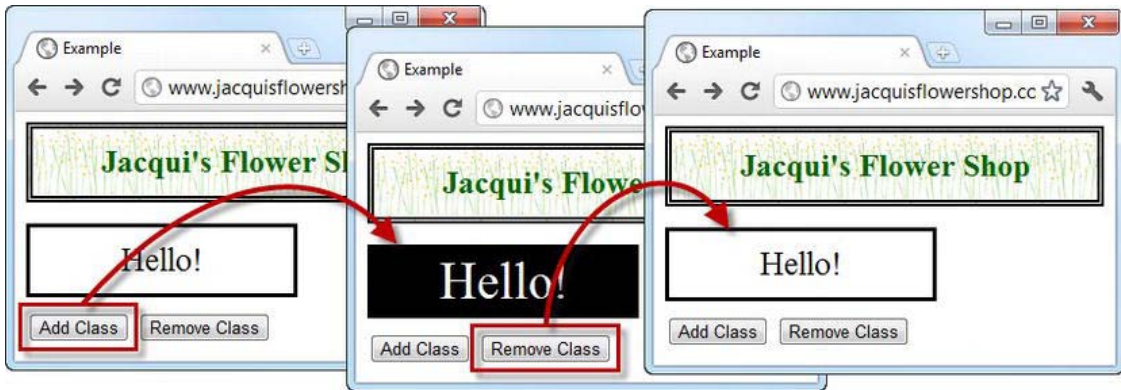 Example
www.jacquisflowersh
Jacqui's Flower Sh
Hello!
Add Class Remove Class
Example
www.jacquisflo
Jacqui's Flowe
Hello!
Add Class Remove Class
Example
www.jacquisflowershop.cc
Jacqui's Flower Shop
Hello!
Add Class Remove Class